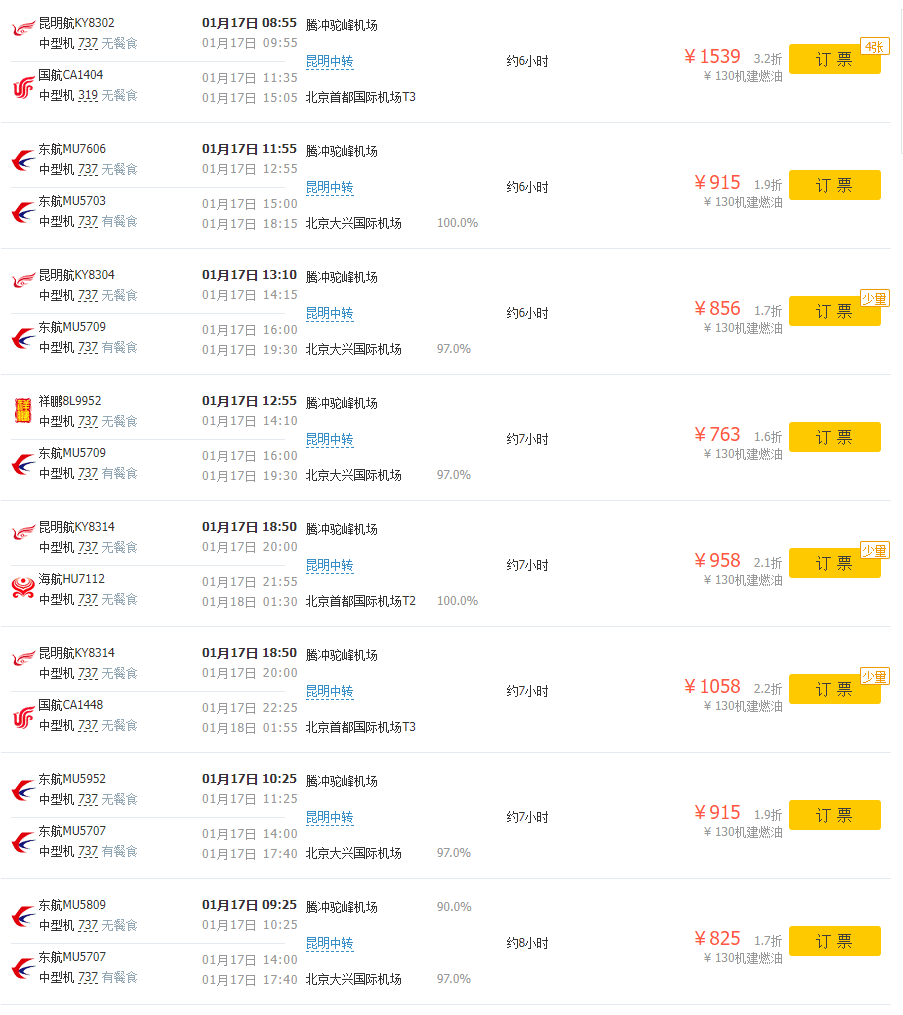 昆明航KY8302 01月17日 08:55 腾冲驼峰机场
4张
中型机 737 无餐食 01月17日 09:55
昆明中转 约6小时 ￥1539 3.2折 订 票
国航CA1404 01月17日 11:35 ￥130机建燃油
中型机 319 无餐食 01月17日 15:05 北京首都国际机场T3
东航MU7606 01月17日 11:55 腾冲驼峰机场
中型机 737 无餐食 01月17日 12:55
昆明中转 约6小时 ￥915 1.9折 订 票
东航MU5703 01月17日 15:00 ￥130机建燃油
中型机 737 有餐食 01月17日 18:15 北京大兴国际机场 100.0%
昆明航KY8304 01月17日 13:10 腾冲驼峰机场
少量
中型机 737 无餐食 01月17日 14:15
昆明中转 约6小时 ￥856 1.7折 订 票
东航MU5709 01月17日 16:00 ￥130机建燃油
中型机 737 无餐食 01月17日 19:30 北京大兴国际机场 97.0%
祥鹏8L9952 01月17日 12:55 腾冲驼峰机场
中型机 737 无餐食 01月17日 14:10
昆明中转 约7小时 ￥763 1.6折 订 票
东航MU5709 01月17日 16:00 ￥130机建燃油
中型机 737 有餐食 01月17日 19:30 北京大兴国际机场 97.0%
昆明航KY8314 01月17日 18:50 腾冲驼峰机场
少量
中型机 737 无餐食 01月17日 20:00
昆明中转 约7小时 ￥958 2.1折 订 票
海航HU7112 01月17日 21:55 ￥130机建燃油
中型机 737 无餐食 01月18日 01:30 北京首都国际机场T2 100.0%
昆明航KY8314 01月17日 18:50 腾冲驼峰机场
少量
中型机 737 无餐食 01月17日 20:00
昆明中转 约7小时 ￥1058 2.2折 订 票
国航CA1448 01月17日 22:25 ￥130机建燃油
中型机 737 无餐食 01月18日 01:55 北京首都国际机场T3
东航MU5952 01月17日 10:25 腾冲驼峰机场
中型机 737 无餐食 01月17日 11:25
昆明中转 约7小时 ￥915 1.9折 订 票
东航MU5707 01月17日 14:00 ￥130机建燃油
中型机 737 有餐食 01月17日 17:40 北京大兴国际机场 97.0%
东航MU5809 01月17日 09:25 腾冲驼峰机场 90.0%
中型机 737 无餐食 01月17日 10:25
昆明中转 约8小时 ￥825 1.7折 订 票
东航MU5707 01月17日 14:00 ￥130机建燃油
中型机 737 有餐食 01月17日 17:40 北京大兴国际机场 97.0%